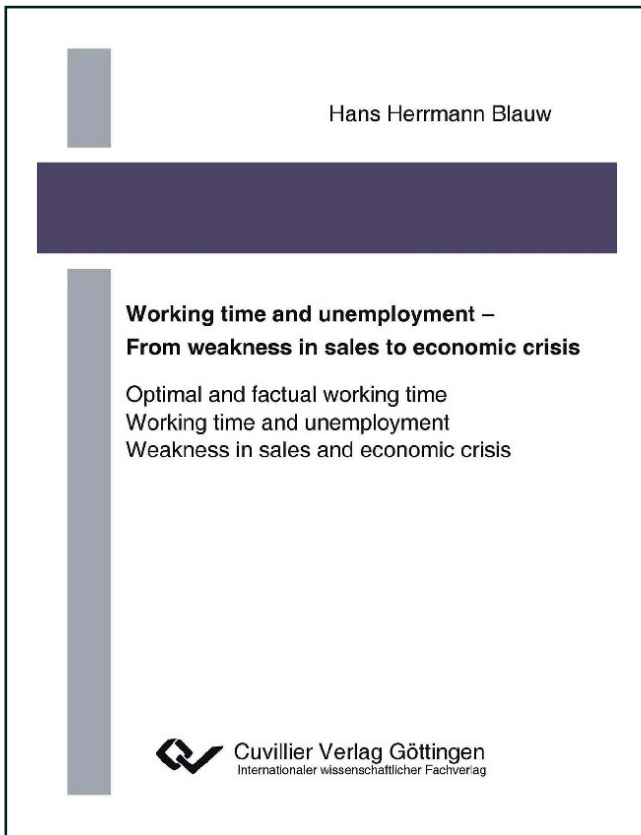 Hans Herrmann Blauw
Working time and unemployment –
From weakness in sales to economic crisis
Optimal and factual working time
Working time and unemployment
Weakness in sales and economic crisis
Cuvillier Verlag Göttingen
Internationaler wissenschaftlicher Fachverlag